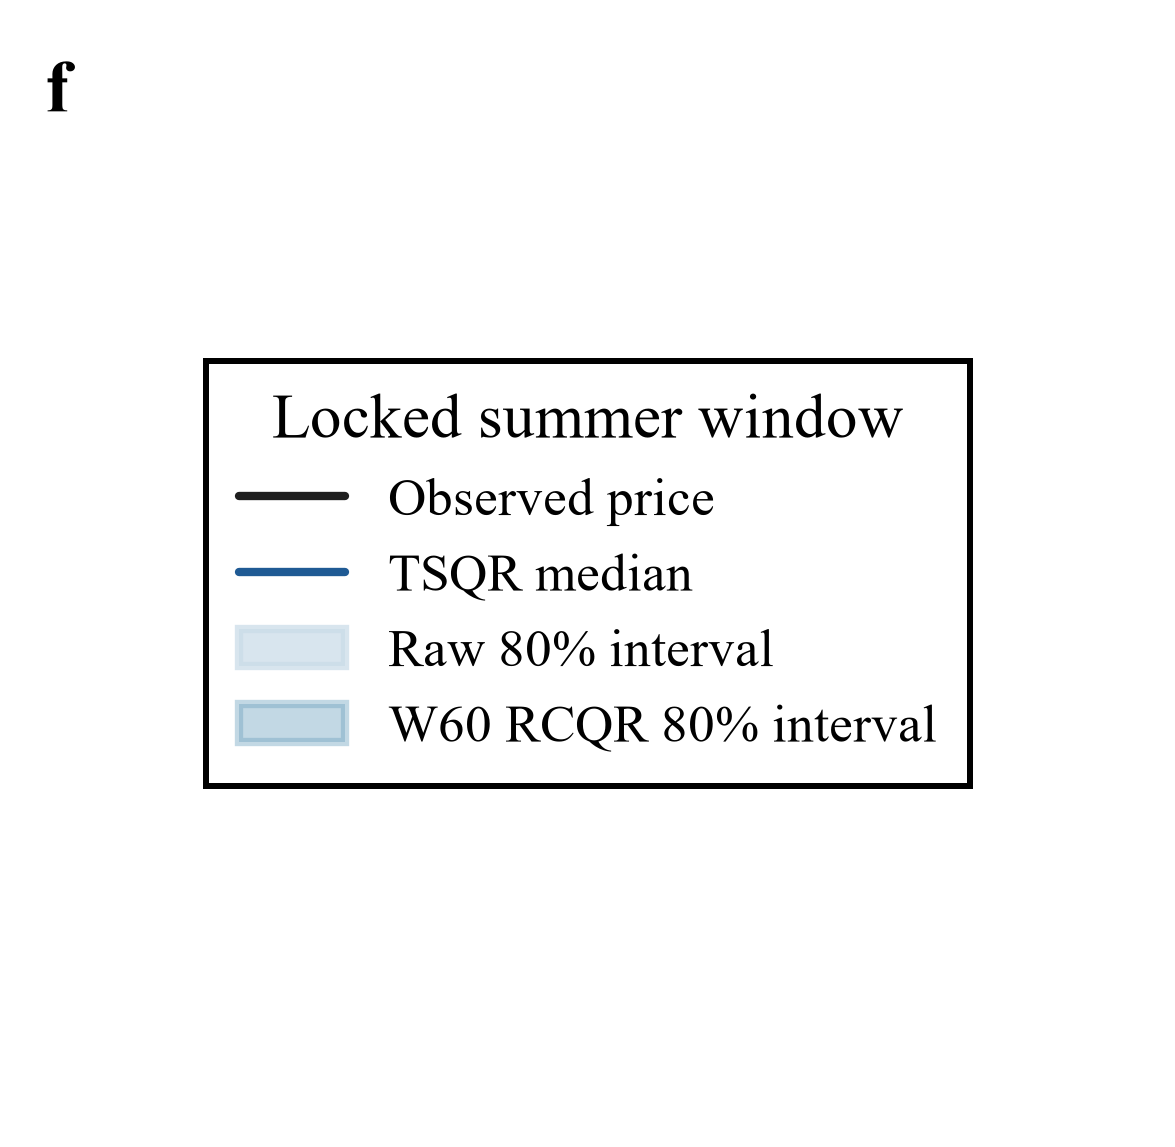 f
Locked summer window
Observed price
TSQR median
Raw 80% interval
W60 RCQR 80% interval